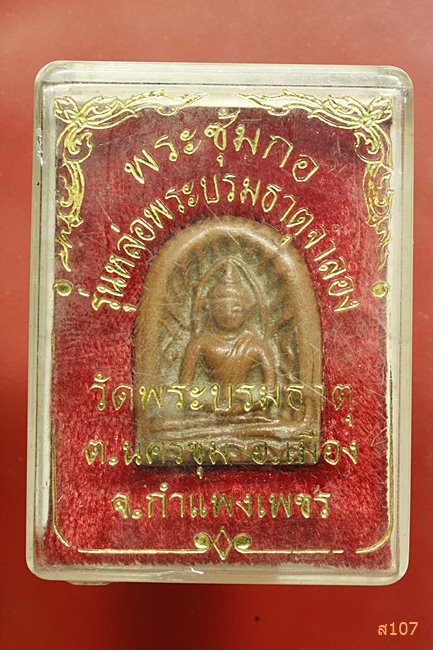 พระซุ้มกอ
รุ่นหล่อพระบรมธาตุจำลอง
วัดพระบรมธาตุ
ต.นครชุม อ.เมือง
จ.กำแพงเพชร
ส107